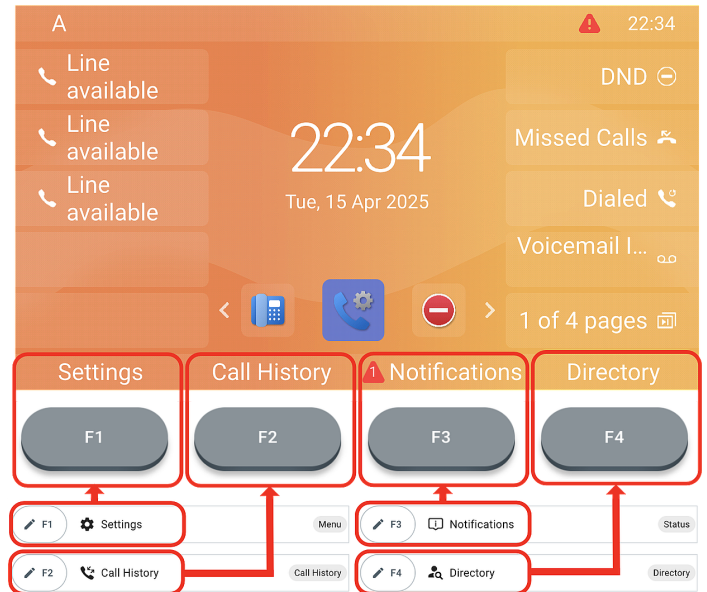 A
22:34
Line
available
DND
Line
available
Missed Calls
Line
available
Dialed
22:34
Tue, 15 Apr 2025
Voicemail I...
1 of 4 pages
Settings
Call History
1
Notifications
Directory
F1
F2
F3
F4
F1
Settings
Menu
F3
Notifications
Status
F2
Call History
Call History
F4
Directory
Directory